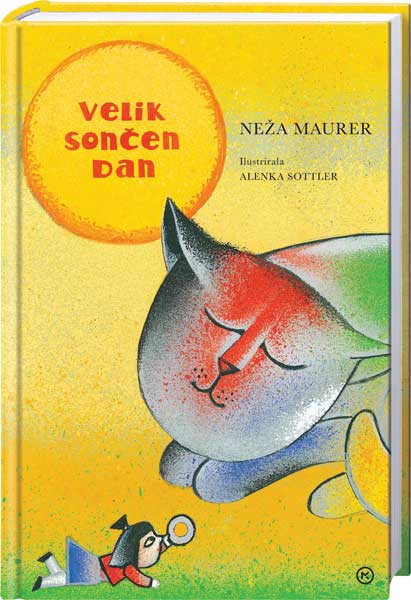 Velik
sončen
dan
NEŽA MAURER
Ilustrirala
ALENKA SOTTLER
M